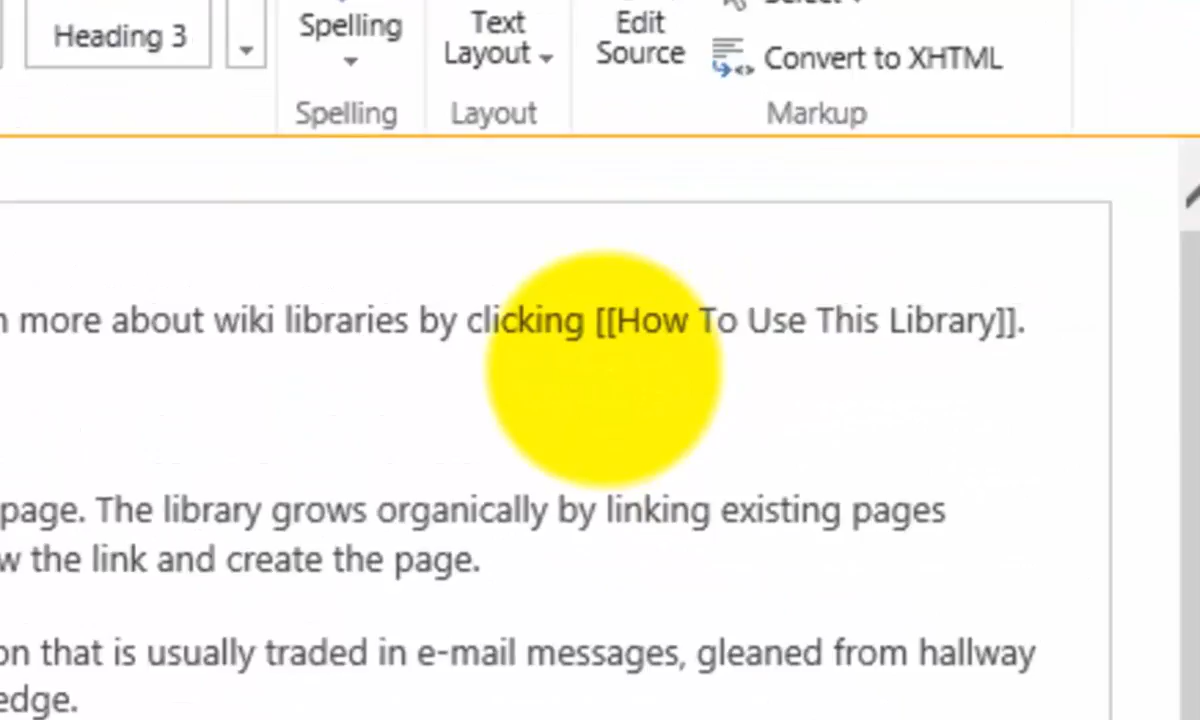 Heading 3
Spelling
Text Layout
Edit Source
Convert to XHTML
Spelling
Layout
Markup
more about wiki libraries by clicking [[How To Use This Library]].
page. The library grows organically by linking existing pages
the link and create the page.
that is usually traded in e-mail messages, gleaned from hallway